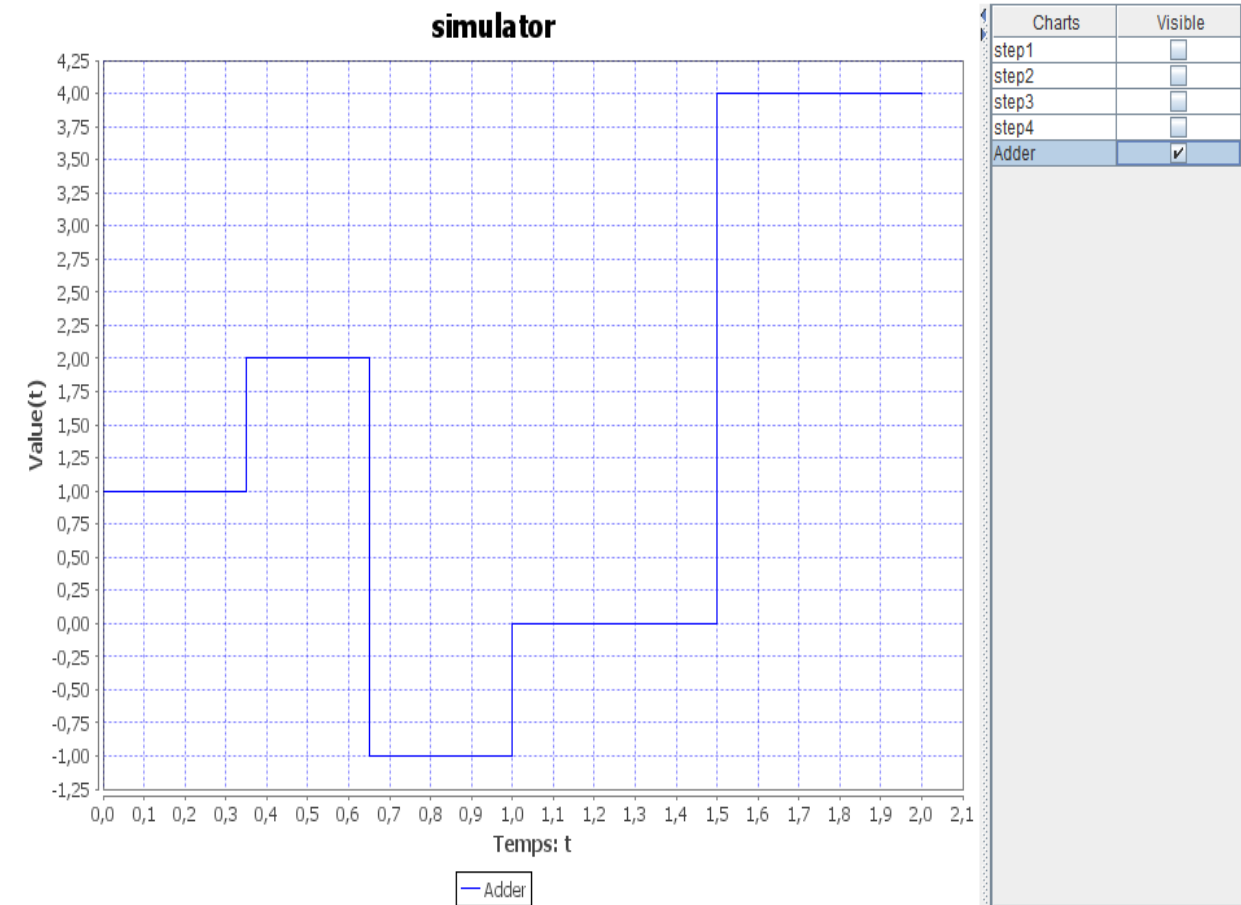 simulator
4,25
4,00
3,75
3,50
3,25
3,00
2,75
2,50
2,25
2,00
1,75
1,50
1,25
1,00
0,75
0,50
0,25
0,00
-0,25
-0,50
-0,75
-1,00
-1,25
Value(t)
0,0 0,1 0,2 0,3 0,4 0,5 0,6 0,7 0,8 0,9 1,0 1,1 1,2 1,3 1,4 1,5 1,6 1,7 1,8 1,9 2,0 2,1
Temps: t
Adder
Charts Visible
step1
step2
step3
step4
Adder